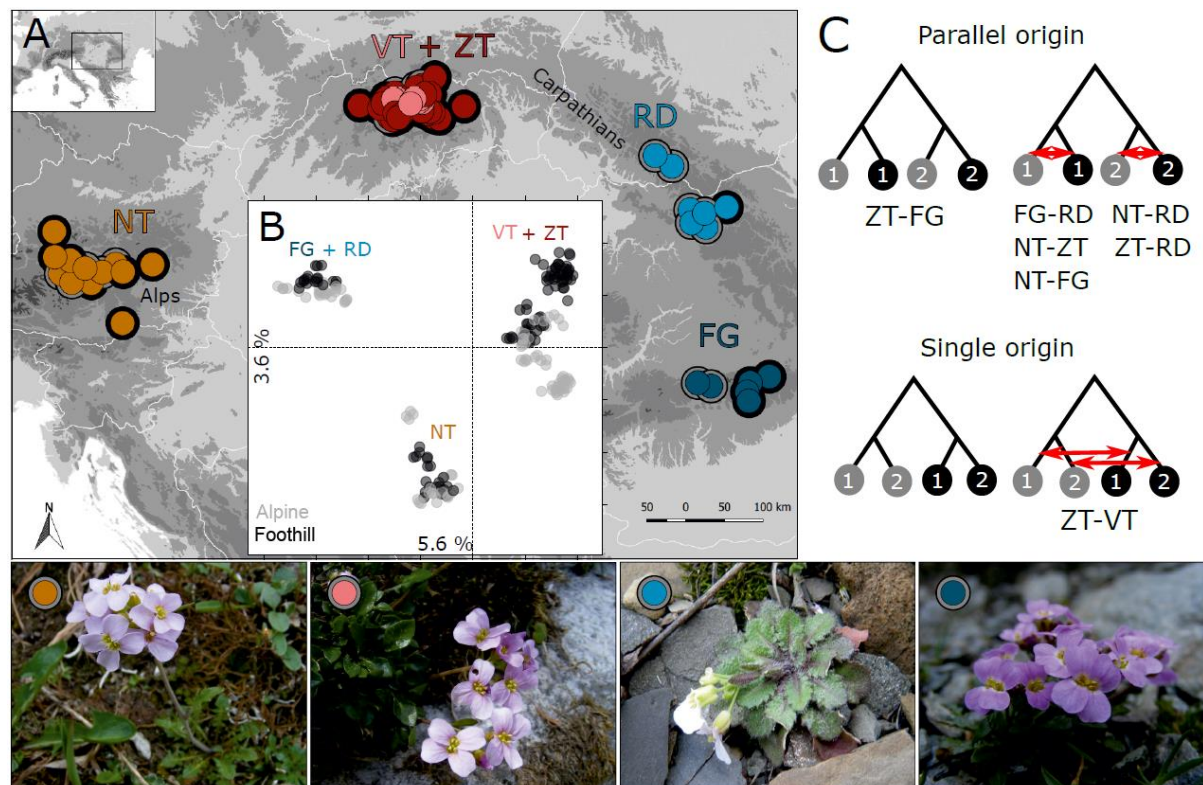 A
VT + ZT
Carpathians
RD
NT
Alps
FG
N
50 0 50 100 km
B
FG + RD
VT + ZT
NT
3.6 %
5.6 %
Alpine
Foothill
C
Parallel origin
1 1 2 2
1 1 2 2
ZT-FG
FG-RD NT-RD
NT-ZT ZT-RD
NT-FG
Single origin
1 2 1 2
1 2 1 2
ZT-VT